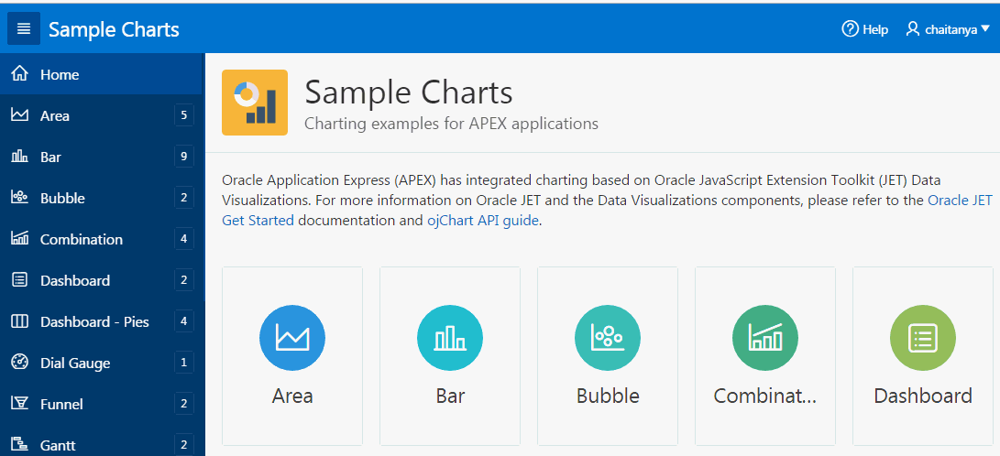 Sample Charts
Help
chaitanya
Home
Area 5
Bar 9
Bubble 2
Combination 4
Dashboard 2
Dashboard - Pies 4
Dial Gauge 1
Funnel 2
Gantt 2
Sample Charts
Charting examples for APEX applications
Oracle Application Express (APEX) has integrated charting based on Oracle JavaScript Extension Toolkit (JET) Data
Visualizations. For more information on Oracle JET and the Data Visualizations components, please refer to the Oracle JET
Get Started documentation and ojChart API guide.
Area
Bar
Bubble
Combinat...
Dashboard